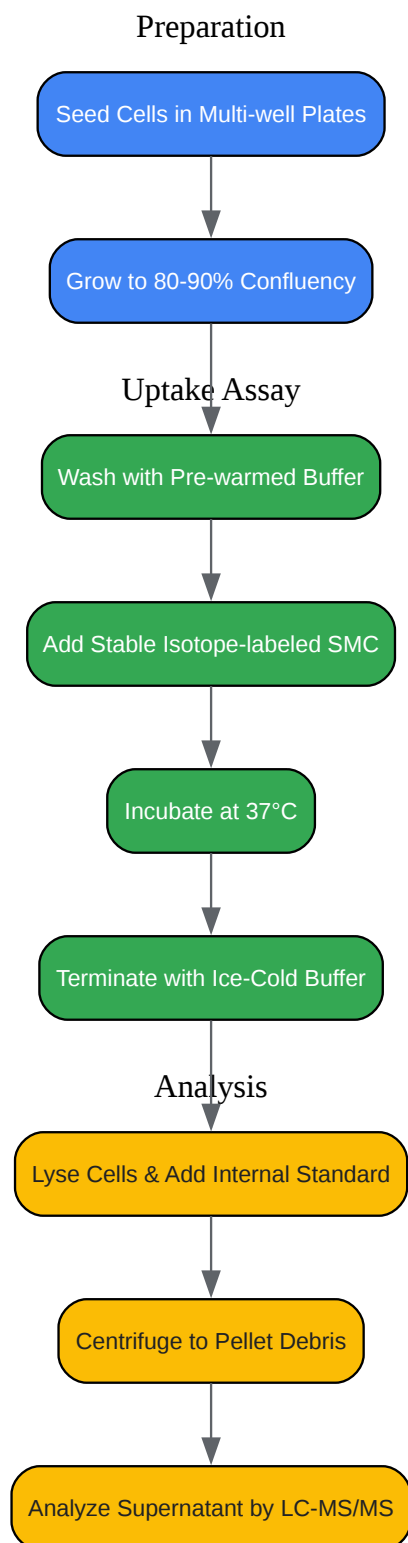 Preparation
Seed Cells in Multi-well Plates
Grow to 80-90% Confluency
Uptake Assay
Wash with Pre-warmed Buffer
Add Stable Isotope-labeled SMC
Incubate at 37°C
Terminate with Ice-Cold Buffer
Analysis
Lyse Cells & Add Internal Standard
Centrifuge to Pellet Debris
Analyze Supernatant by LC-MS/MS